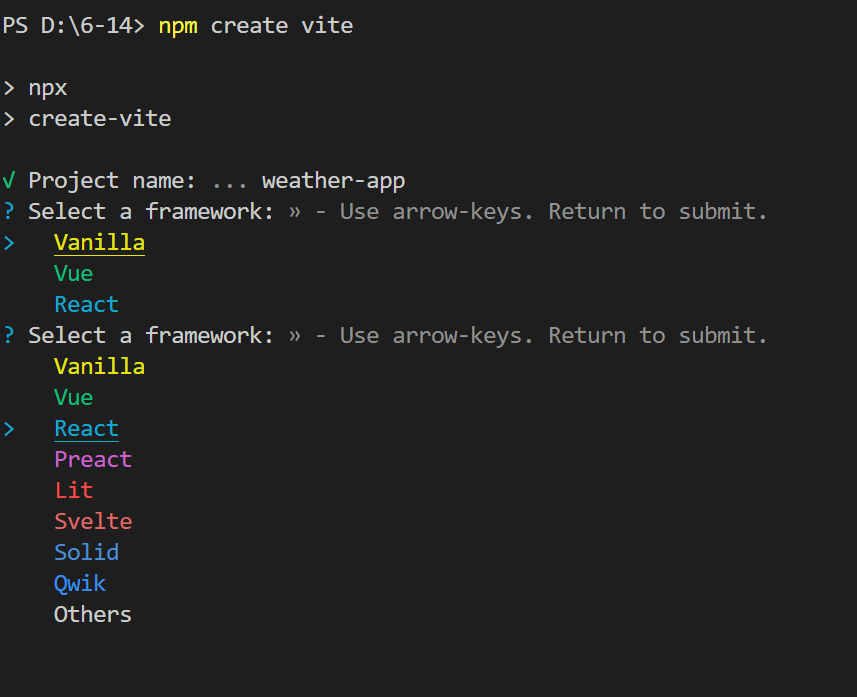 PS D:\6-14> npm create vite
> npx
> create-vite
√ Project name: ... weather-app
? Select a framework: » - Use arrow-keys. Return to submit.
> Vanilla
Vue
React
? Select a framework: » - Use arrow-keys. Return to submit.
Vanilla
Vue
> React
Preact
Lit
Svelte
Solid
Qwik
Others